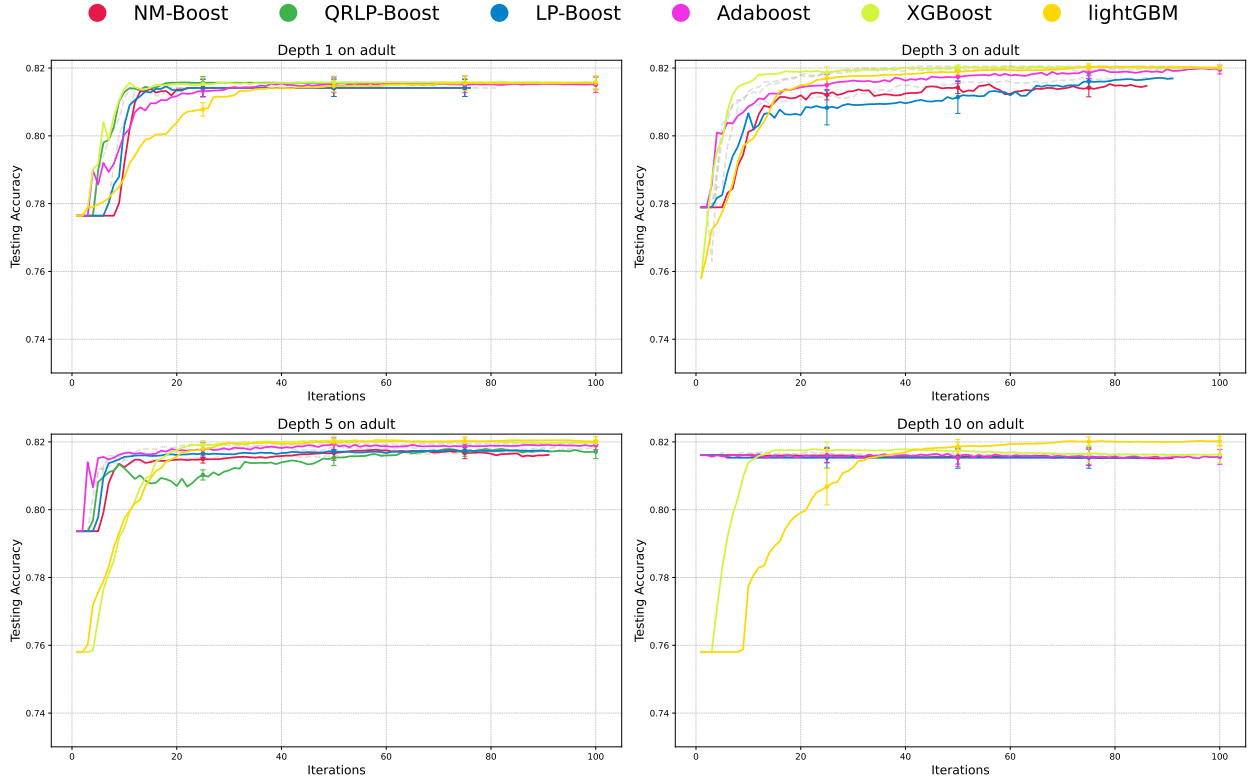 NM-Boost QRLP-Boost LP-Boost Adaboost XGBoost lightGBM
Depth 1 on adult
Testing Accuracy
0.82
0.80
0.78
0.76
0.74
0 20 40 60 80 100
Iterations
Depth 3 on adult
Testing Accuracy
0.82
0.80
0.78
0.76
0.74
0 20 40 60 80 100
Iterations
Depth 5 on adult
Testing Accuracy
0.82
0.80
0.78
0.76
0.74
0 20 40 60 80 100
Iterations
Depth 10 on adult
Testing Accuracy
0.82
0.80
0.78
0.76
0.74
0 20 40 60 80 100
Iterations